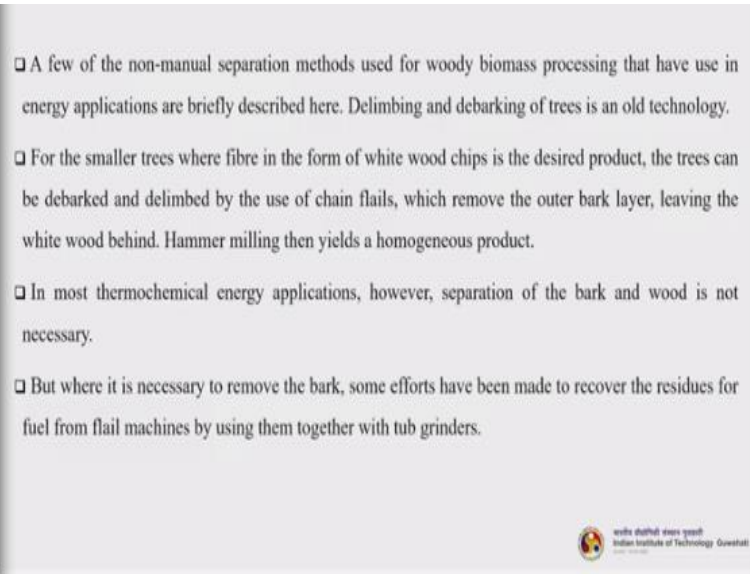 ❑ A few of the non-manual separation methods used for woody biomass processing that have use in
energy applications are briefly described here. Delimbing and debarking of trees is an old technology.
❑ For the smaller trees where fibre in the form of white wood chips is the desired product, the trees can
be debarked and delimbed by the use of chain flails, which remove the outer bark layer, leaving the
white wood behind. Hammer milling then yields a homogeneous product.
❑ In most thermochemical energy applications, however, separation of the bark and wood is not
necessary.
❑ But where it is necessary to remove the bark, some efforts have been made to recover the residues for
fuel from flail machines by using them together with tub grinders.
Indian Institute of Technology Guwahati